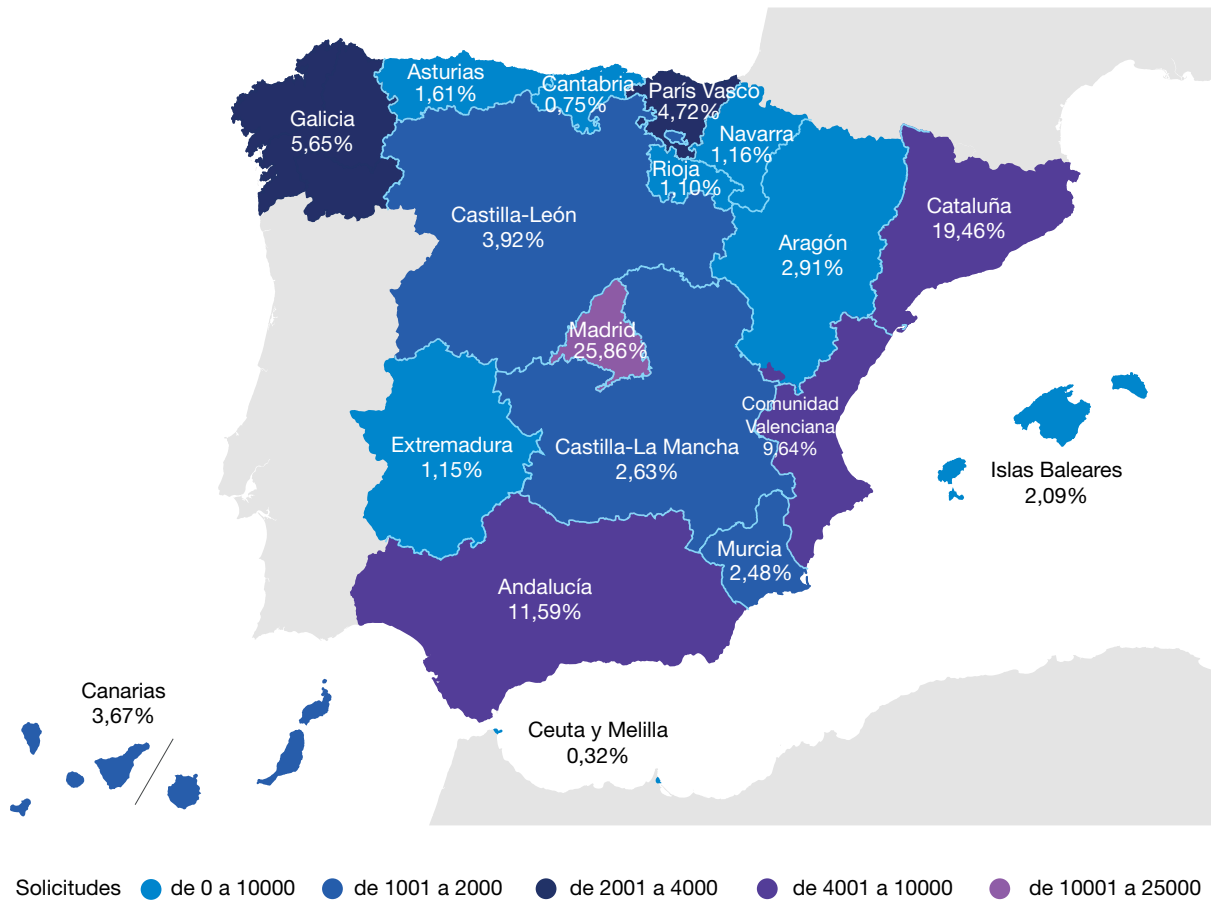 Asturias
1,61%
Cantabria
0,75%
París Vasco
4,72%
Galicia
5,65%
Navarra
1,16%
Rioja
1,10%
Castilla-León
3,92%
Cataluña
19,46%
Aragón
2,91%
Madrid
25,86%
Comunidad
Valenciana
9,64%
Extremadura
1,15%
Castilla-La Mancha
2,63%
Islas Baleares
2,09%
Murcia
2,48%
Andalucía
11,59%
Canarias
3,67%
Ceuta y Melilla
0,32%
Solicitudes de 0 a 10000 de 1001 a 2000 de 2001 a 4000 de 4001 a 10000 de 10001 a 25000